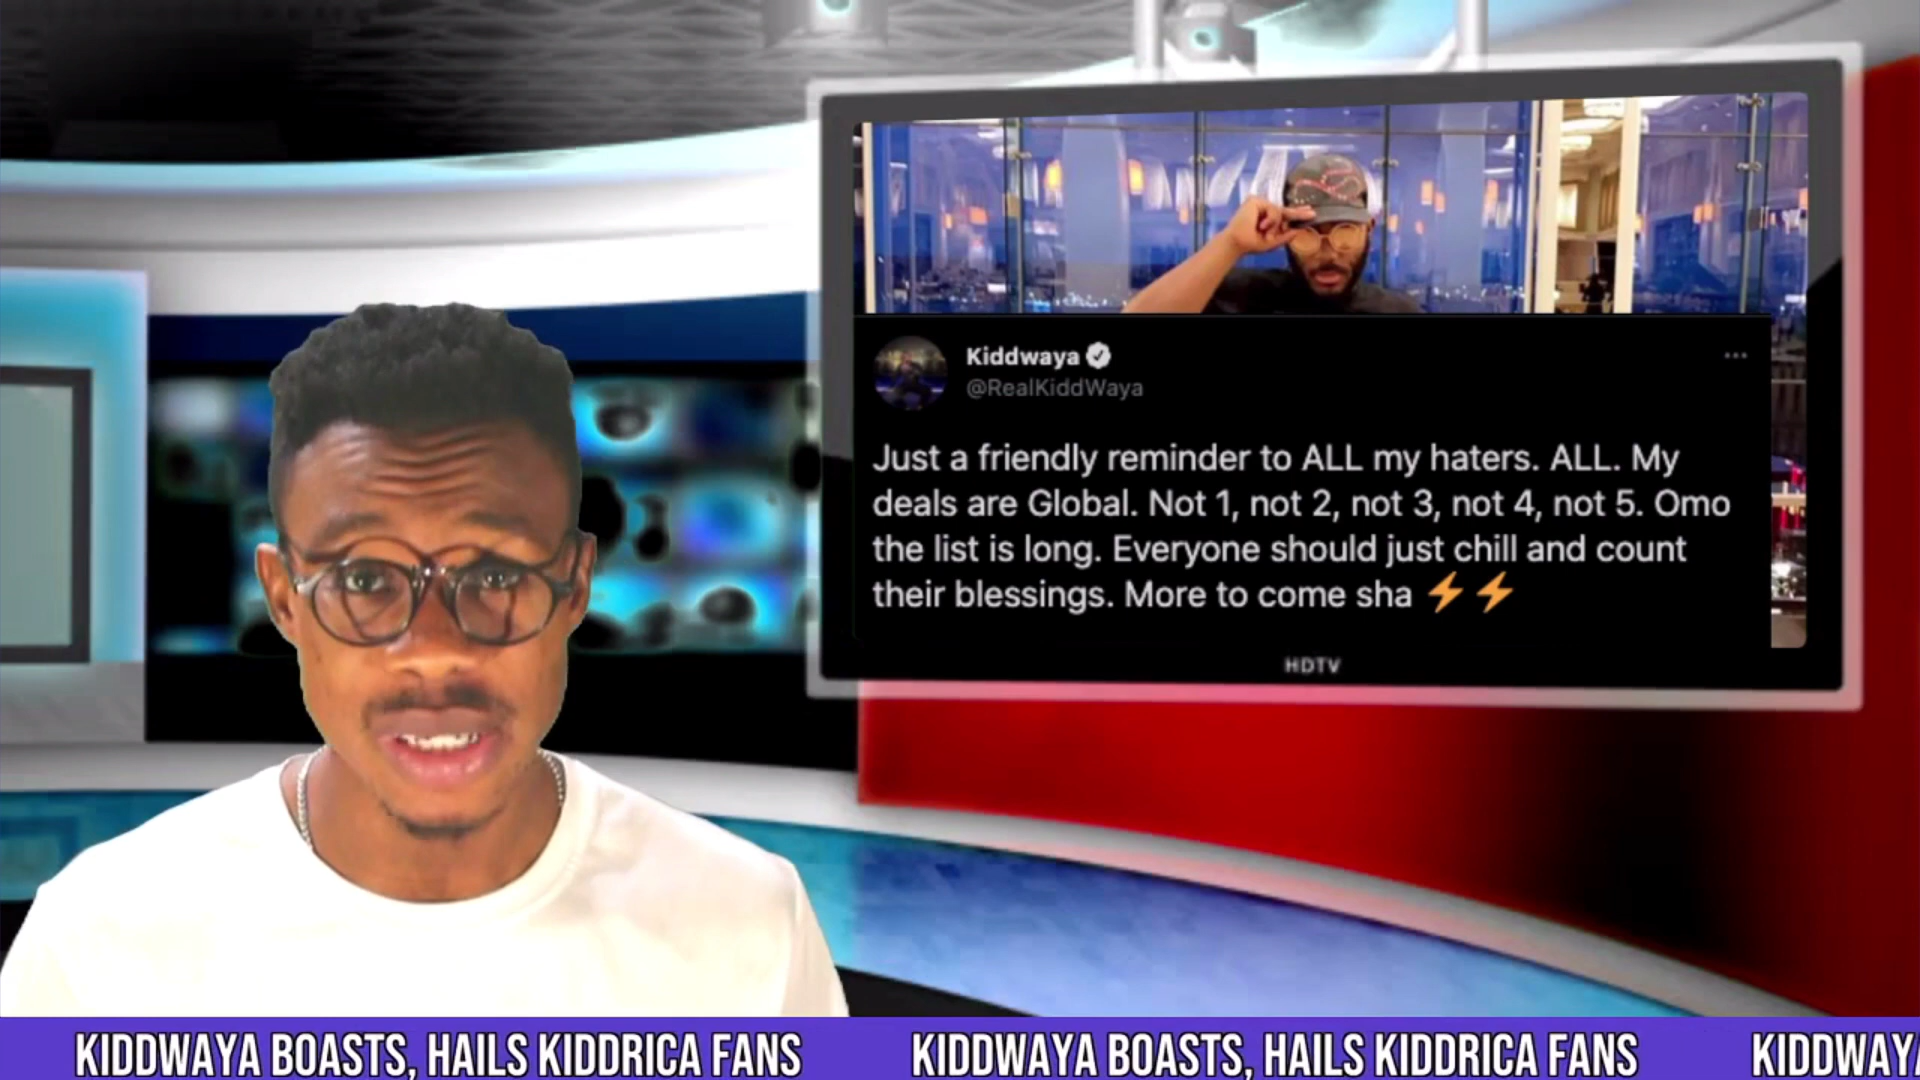 Kiddwaya
@RealKiddWaya
Just a friendly reminder to ALL my haters. ALL. My
deals are Global. Not 1, not 2, not 3, not 4, not 5. Omo
the list is long. Everyone should just chill and count
their blessings. More to come sha ⚡⚡
HDTV
KIDDWAYA BOASTS, HAILS KIDDRICA FANS KIDDWAYA BOASTS, HAILS KIDDRICA FANS KIDDWAYA